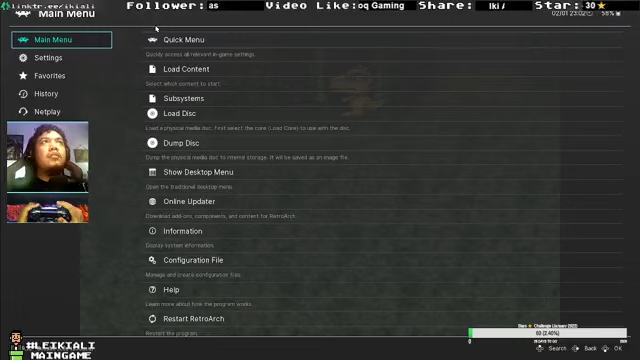 linktr.ee/ikiali Follower: as Video Like: oq Gaming Share: Iki / Star: 30
Main Menu 02/01 23:02 58%
Main Menu
Settings
Favorites
History
Netplay
Quick Menu
Quickly access all relevant in-game settings.
Load Content
Select which content to start.
Subsystems
Load Disc
Load a physical media disc. First select the core (Load Core) to use with the disc.
Dump Disc
Dump the physical media disc to internal storage. It will be saved as an image file.
Show Desktop Menu
Open the traditional desktop menu.
Online Updater
Download add-ons, components, and content for RetroArch.
Information
Display system information.
Configuration File
Manage and create configuration files.
Help
Learn more about how the program works.
Restart RetroArch
Restart the program.
#LEIKIALI
MAINGAME
Stars Challenge (January 2022)
Search Back OK